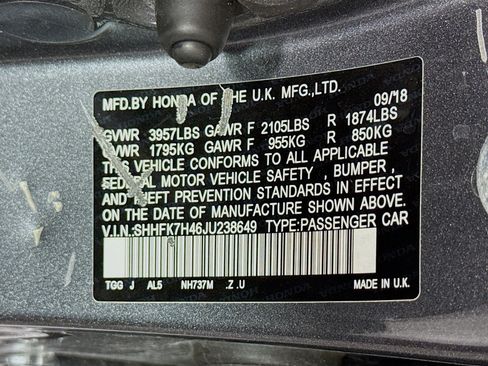 MFD.BY HONDA OF THE U.K. MFG.,LTD.
09/18
GVWR 3957LBS GAWR F 2105LBS R 1874LBS
GVWR 1795KG GAWR F 955KG R 850KG
THIS VEHICLE CONFORMS TO ALL APPLICABLE
FEDERAL MOTOR VEHICLE SAFETY , BUMPER ,
AND THEFT PREVENTION STANDARDS IN EFFECT
ON THE DATE OF MANUFACTURE SHOWN ABOVE.
V.I.N.:SHHFK7H46JU238649 TYPE:PASSENGER CAR
TGG J AL5 NH737M .Z .U MADE IN U.K.